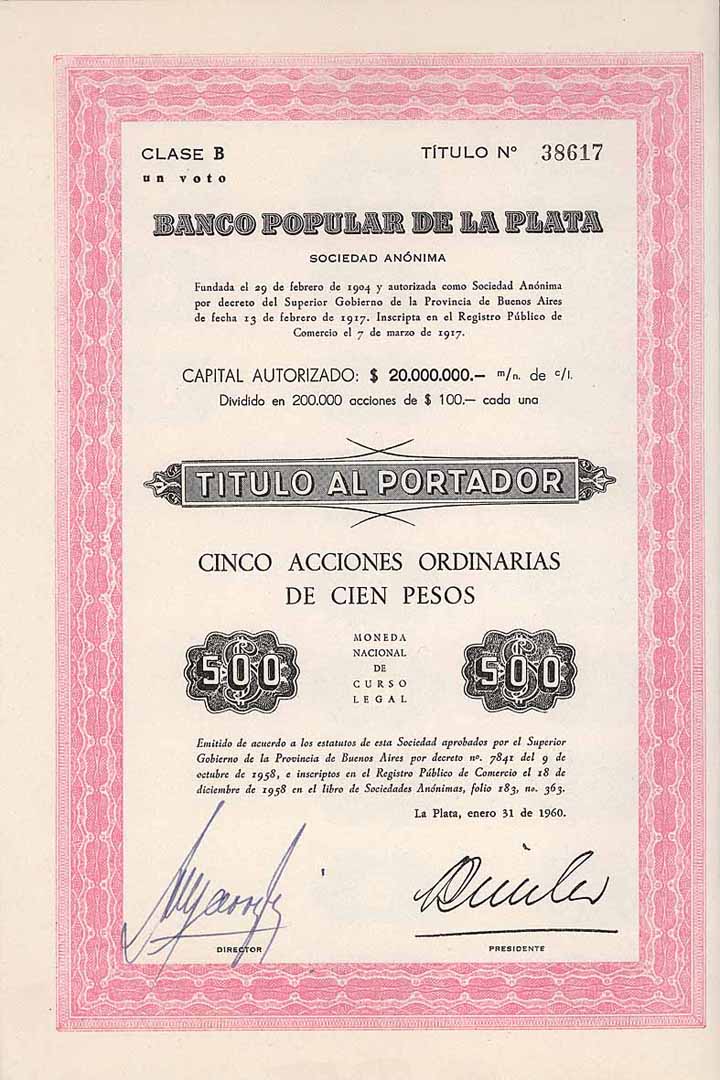 CLASE B
TÍTULO Nº 38617
un voto
BANCO POPULAR DE LA PLATA
SOCIEDAD ANÓNIMA
Fundada el 29 de febrero de 1904 y autorizada como Sociedad Anónima
por decreto del Superior Gobierno de la Provincia de Buenos Aires
de fecha 13 de febrero de 1917. Inscripta en el Registro Público de
Comercio el 7 de marzo de 1917.
CAPITAL AUTORIZADO: $ 20.000.000.— m/n. de c/l.
Dividido en 200.000 acciones de $ 100.— cada una
TITULO AL PORTADOR
CINCO ACCIONES ORDINARIAS
DE CIEN PESOS
$ 500
MONEDA
NACIONAL
DE
CURSO
LEGAL
$ 500
Emitido de acuerdo a los estatutos de esta Sociedad aprobados por el Superior
Gobierno de la Provincia de Buenos Aires por decreto nº. 7841 del 9 de
octubre de 1958, e inscriptos en el Registro Público de Comercio el 18 de
diciembre de 1958 en el libro de Sociedades Anónimas, folio 183, no. 363.
La Plata, enero 31 de 1960.
DIRECTOR
PRESIDENTE